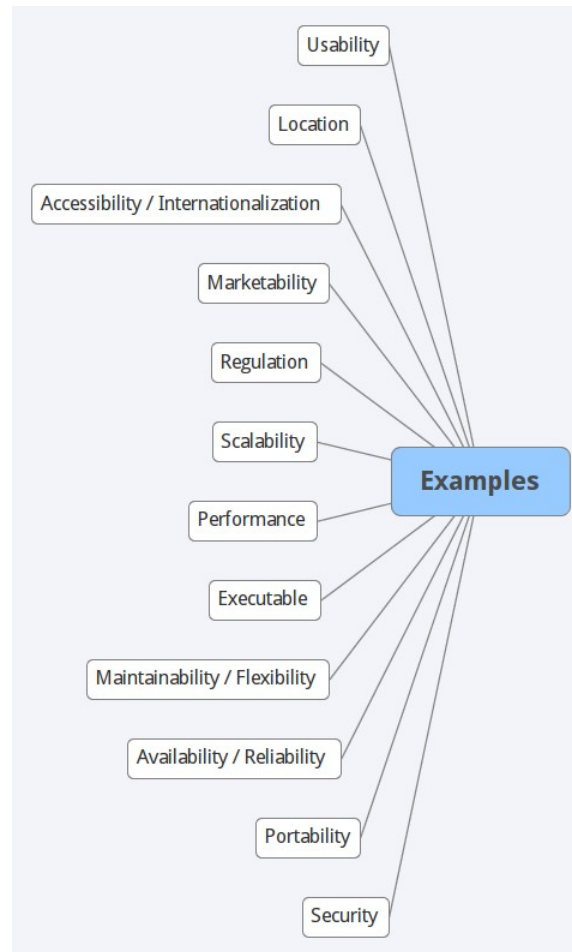 Usability
Location
Accessibility / Internationalization
Marketability
Regulation
Scalability
Examples
Performance
Executable
Maintainability / Flexibility
Availability / Reliability
Portability
Security